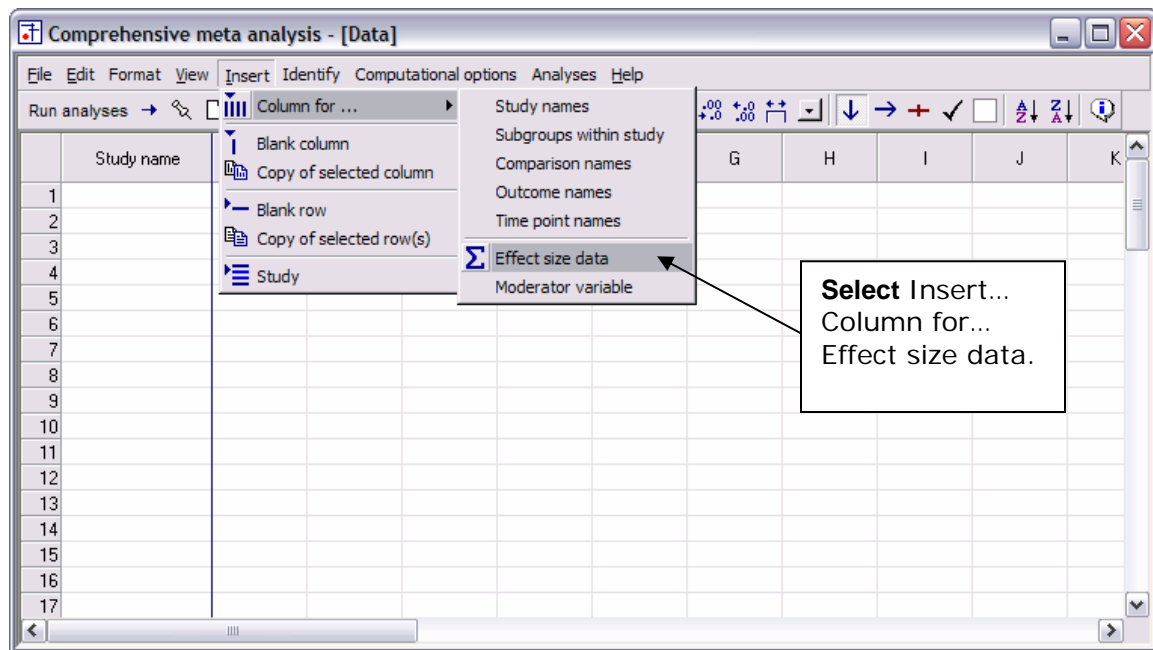 Comprehensive meta analysis - [Data]
File Edit Format View Insert Identify Computational options Analyses Help
Run analyses
Column for ...
Blank column
Copy of selected column
Blank row
Copy of selected row(s)
Study
Study names
Subgroups within study
Comparison names
Outcome names
Time point names
Effect size data
Moderator variable
Study name G H I J K
1
2
3
4
5
6
7
8
9
10
11
12
13
14
15
16
17
Select Insert...
Column for...
Effect size data.